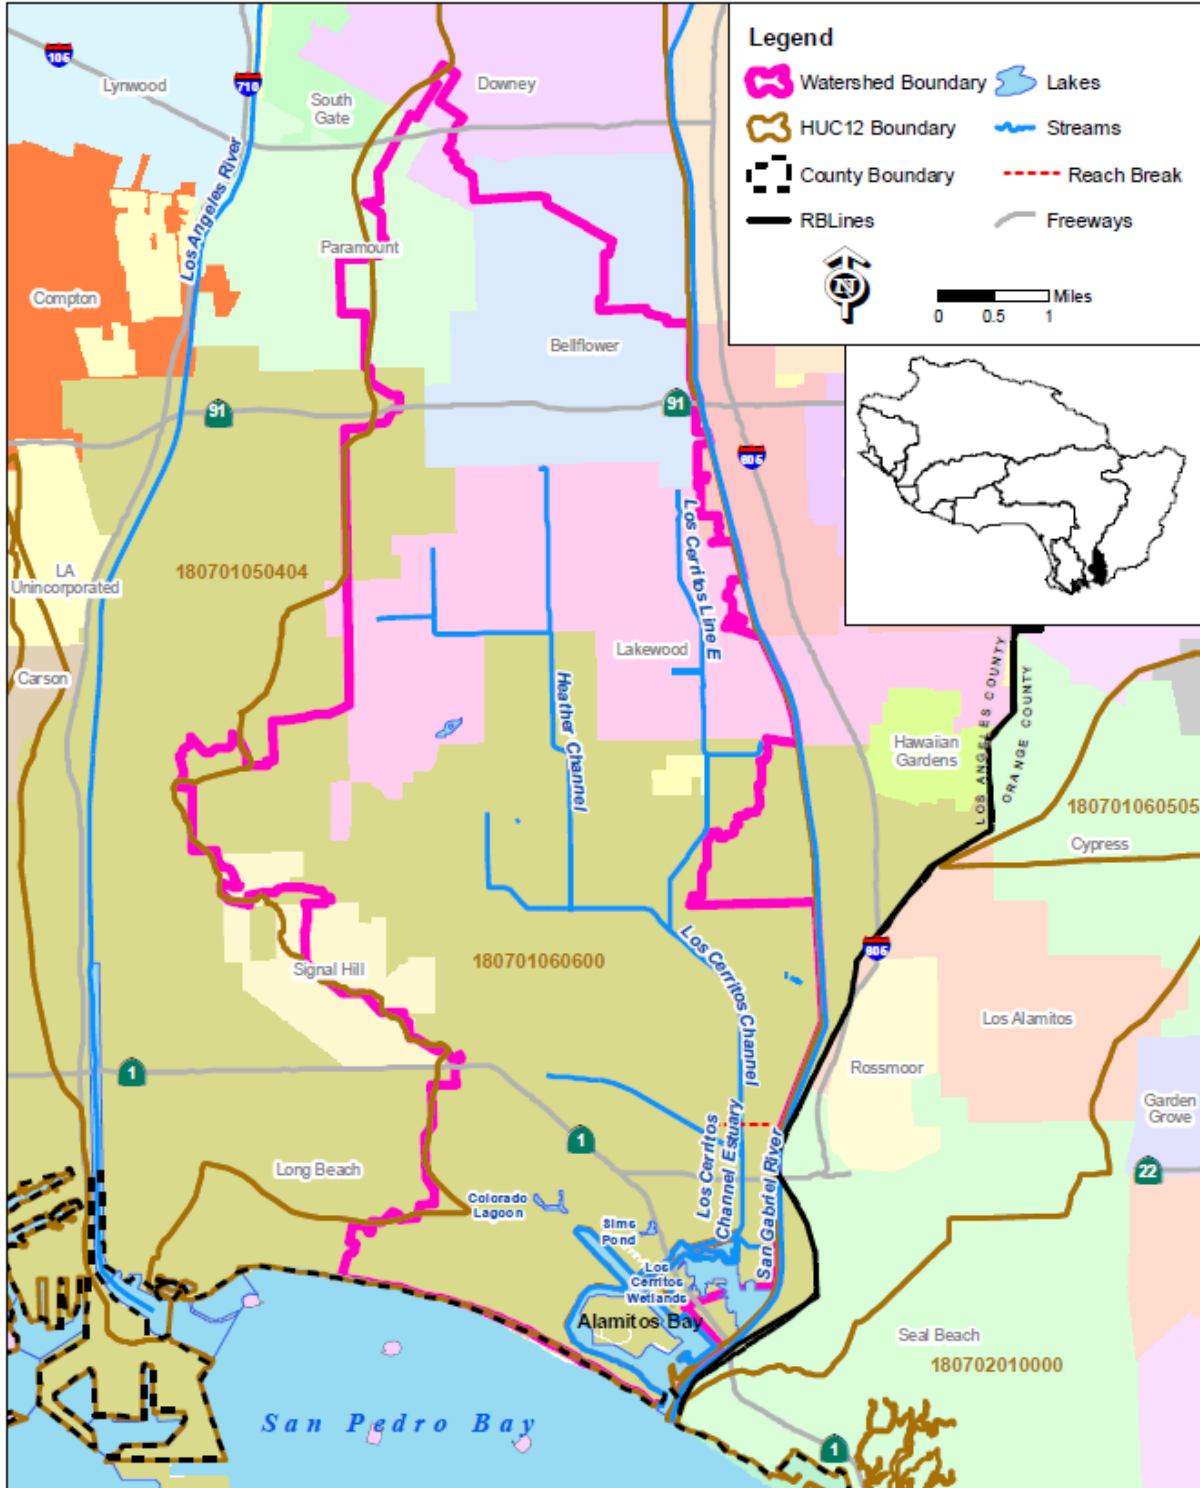 Legend
Watershed Boundary
Lakes
HUC12 Boundary
Streams
County Boundary
Reach Break
RBLines
Freeways
N
Miles
0 0.5 1
105
Lynwood
710
South
Gate
Downey
Los Angeles River
Paramount
Compton
Bellflower
91
91
605
LA
Unincorporated
180701050404
Los Cerritos Line E
Lakewood
Carson
Heather Channel
Hawaiian
Gardens
LOS ANGELES COUNTY
ORANGE COUNTY
180701060505
Cypress
Signal Hill
180701060600
Los Cerritos Channel
605
Los Alamitos
Rossmoor
1
Garden
Grove
1
Long Beach
22
Los Cerritos
Channel Estuary
San Gabriel River
Colorado
Lagoon
Sims
Pond
Los
Cerritos
Wetlands
Alamitos Bay
Seal Beach
180702010000
San Pedro Bay
1